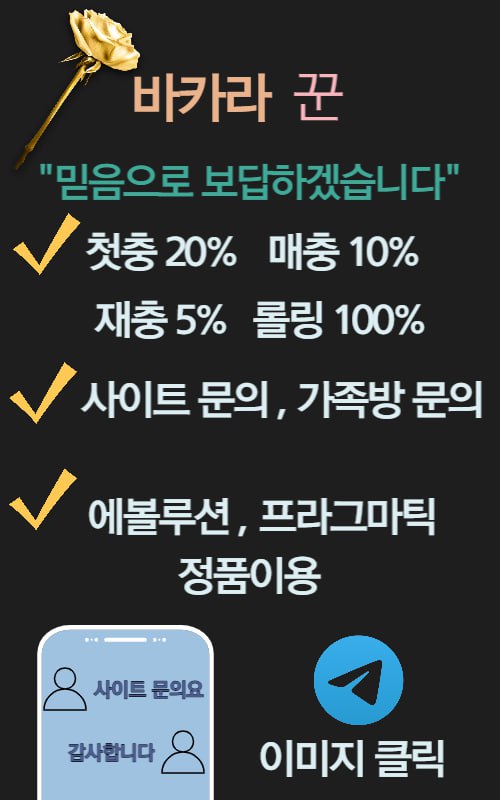 바카라 꾼
"믿음으로 보답하겠습니다"
첫충 20% 매충 10%
재충 5% 롤링 100%
사이트 문의 , 가족방 문의
에볼루션 , 프라그마틱
정품이용
사이트 문의요
감사합니다
이미지 클릭